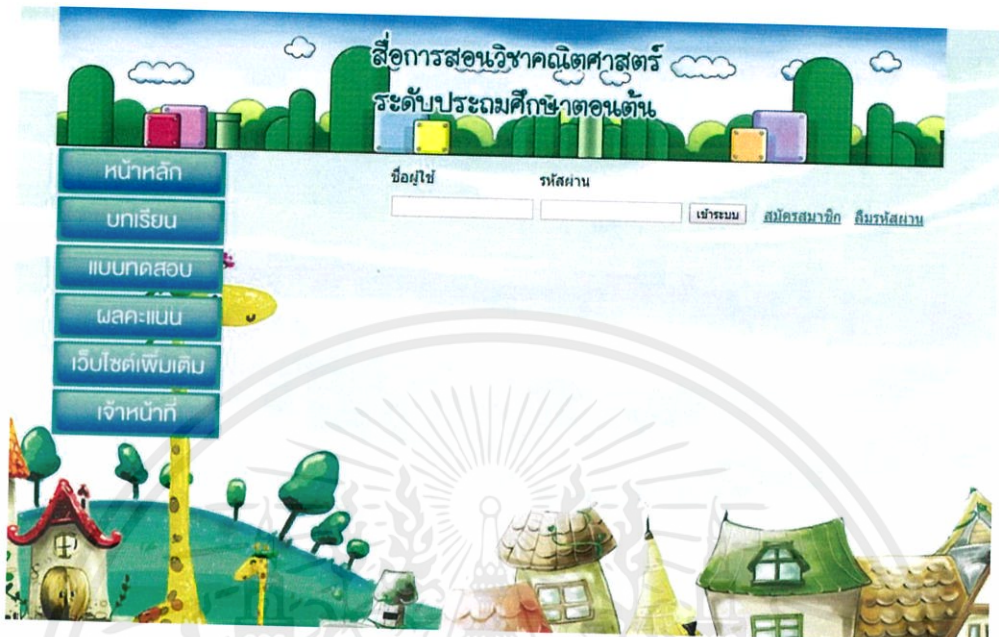 สื่อการสอนวิชาคณิตศาสตร์
ระดับประถมศึกษาตอนต้น
หน้าหลัก
บทเรียน
แบบทดสอบ
ผลคะแนน
เว็บไซต์เพิ่มเติม
เจ้าหน้าที่
ชื่อผู้ใช้ รหัสผ่าน
เข้าระบบ สมัครสมาชิก ลืมรหัสผ่าน